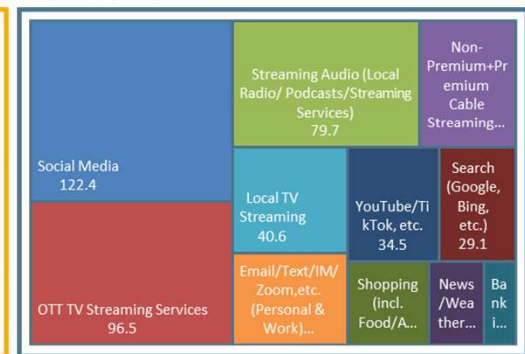 Social Media
122.4
OTT TV Streaming Services
96.5
Streaming Audio (Local
Radio/ Podcasts/Streaming
Services)
79.7
Non-
Premium+Pr
emium
Cable
Streaming...
Local TV
Streaming
40.6
YouTube/Ti
kTok, etc.
34.5
Search
(Google,
Bing,
etc.)
29.1
Email/Text/IM/
Zoom,etc.
(Personal &
Work)...
Shopping
(incl.
Food/A...
News
/Wea
ther...
Ba
nk
i...